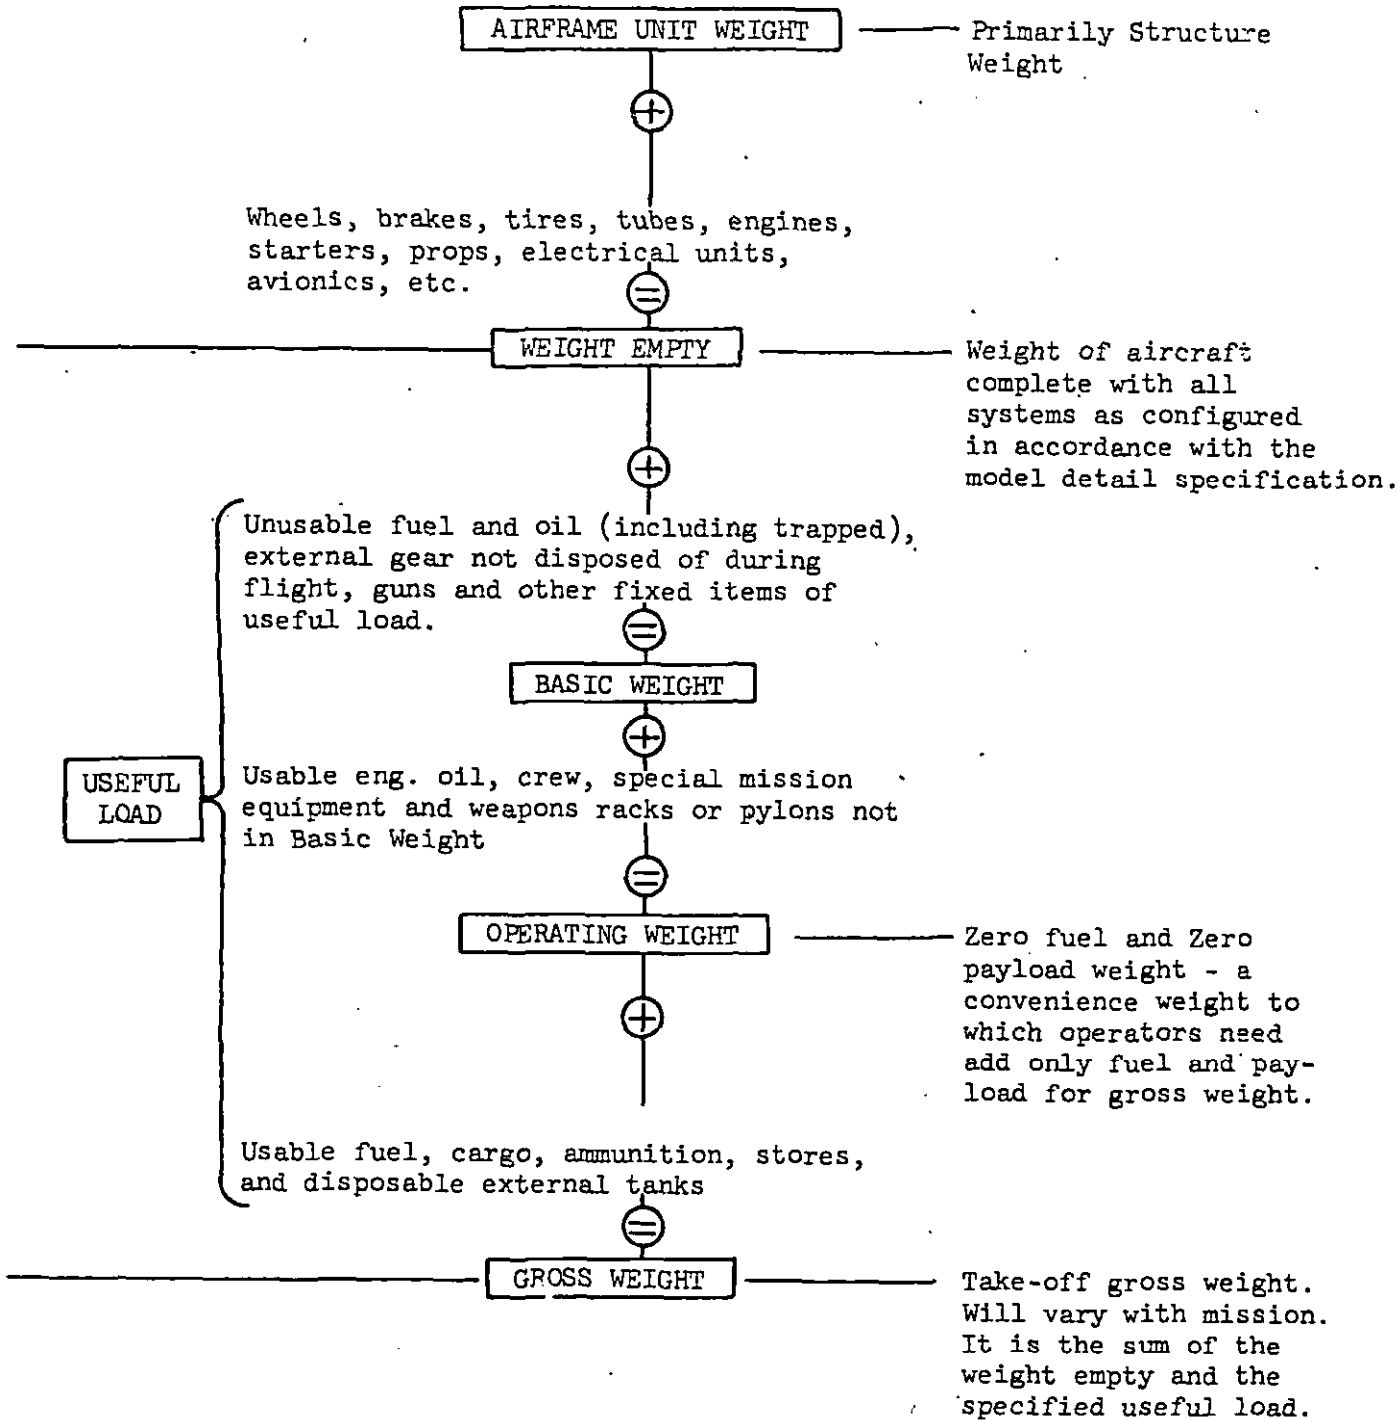 AIRFRAME UNIT WEIGHT
Primarily Structure
Weight
+
Wheels, brakes, tires, tubes, engines,
starters, props, electrical units,
avionics, etc.
=
WEIGHT EMPTY
Weight of aircraft
complete with all
systems as configured
in accordance with the
model detail specification.
+
Unusable fuel and oil (including trapped),
external gear not disposed of during
flight, guns and other fixed items of
useful load.
=
BASIC WEIGHT
+
USEFUL
LOAD
Usable eng. oil, crew, special mission
equipment and weapons racks or pylons not
in Basic Weight
=
OPERATING WEIGHT
Zero fuel and Zero
payload weight - a
convenience weight to
which operators need
add only fuel and pay-
load for gross weight.
+
Usable fuel, cargo, ammunition, stores,
and disposable external tanks
=
GROSS WEIGHT
Take-off gross weight.
Will vary with mission.
It is the sum of the
weight empty and the
specified useful load.